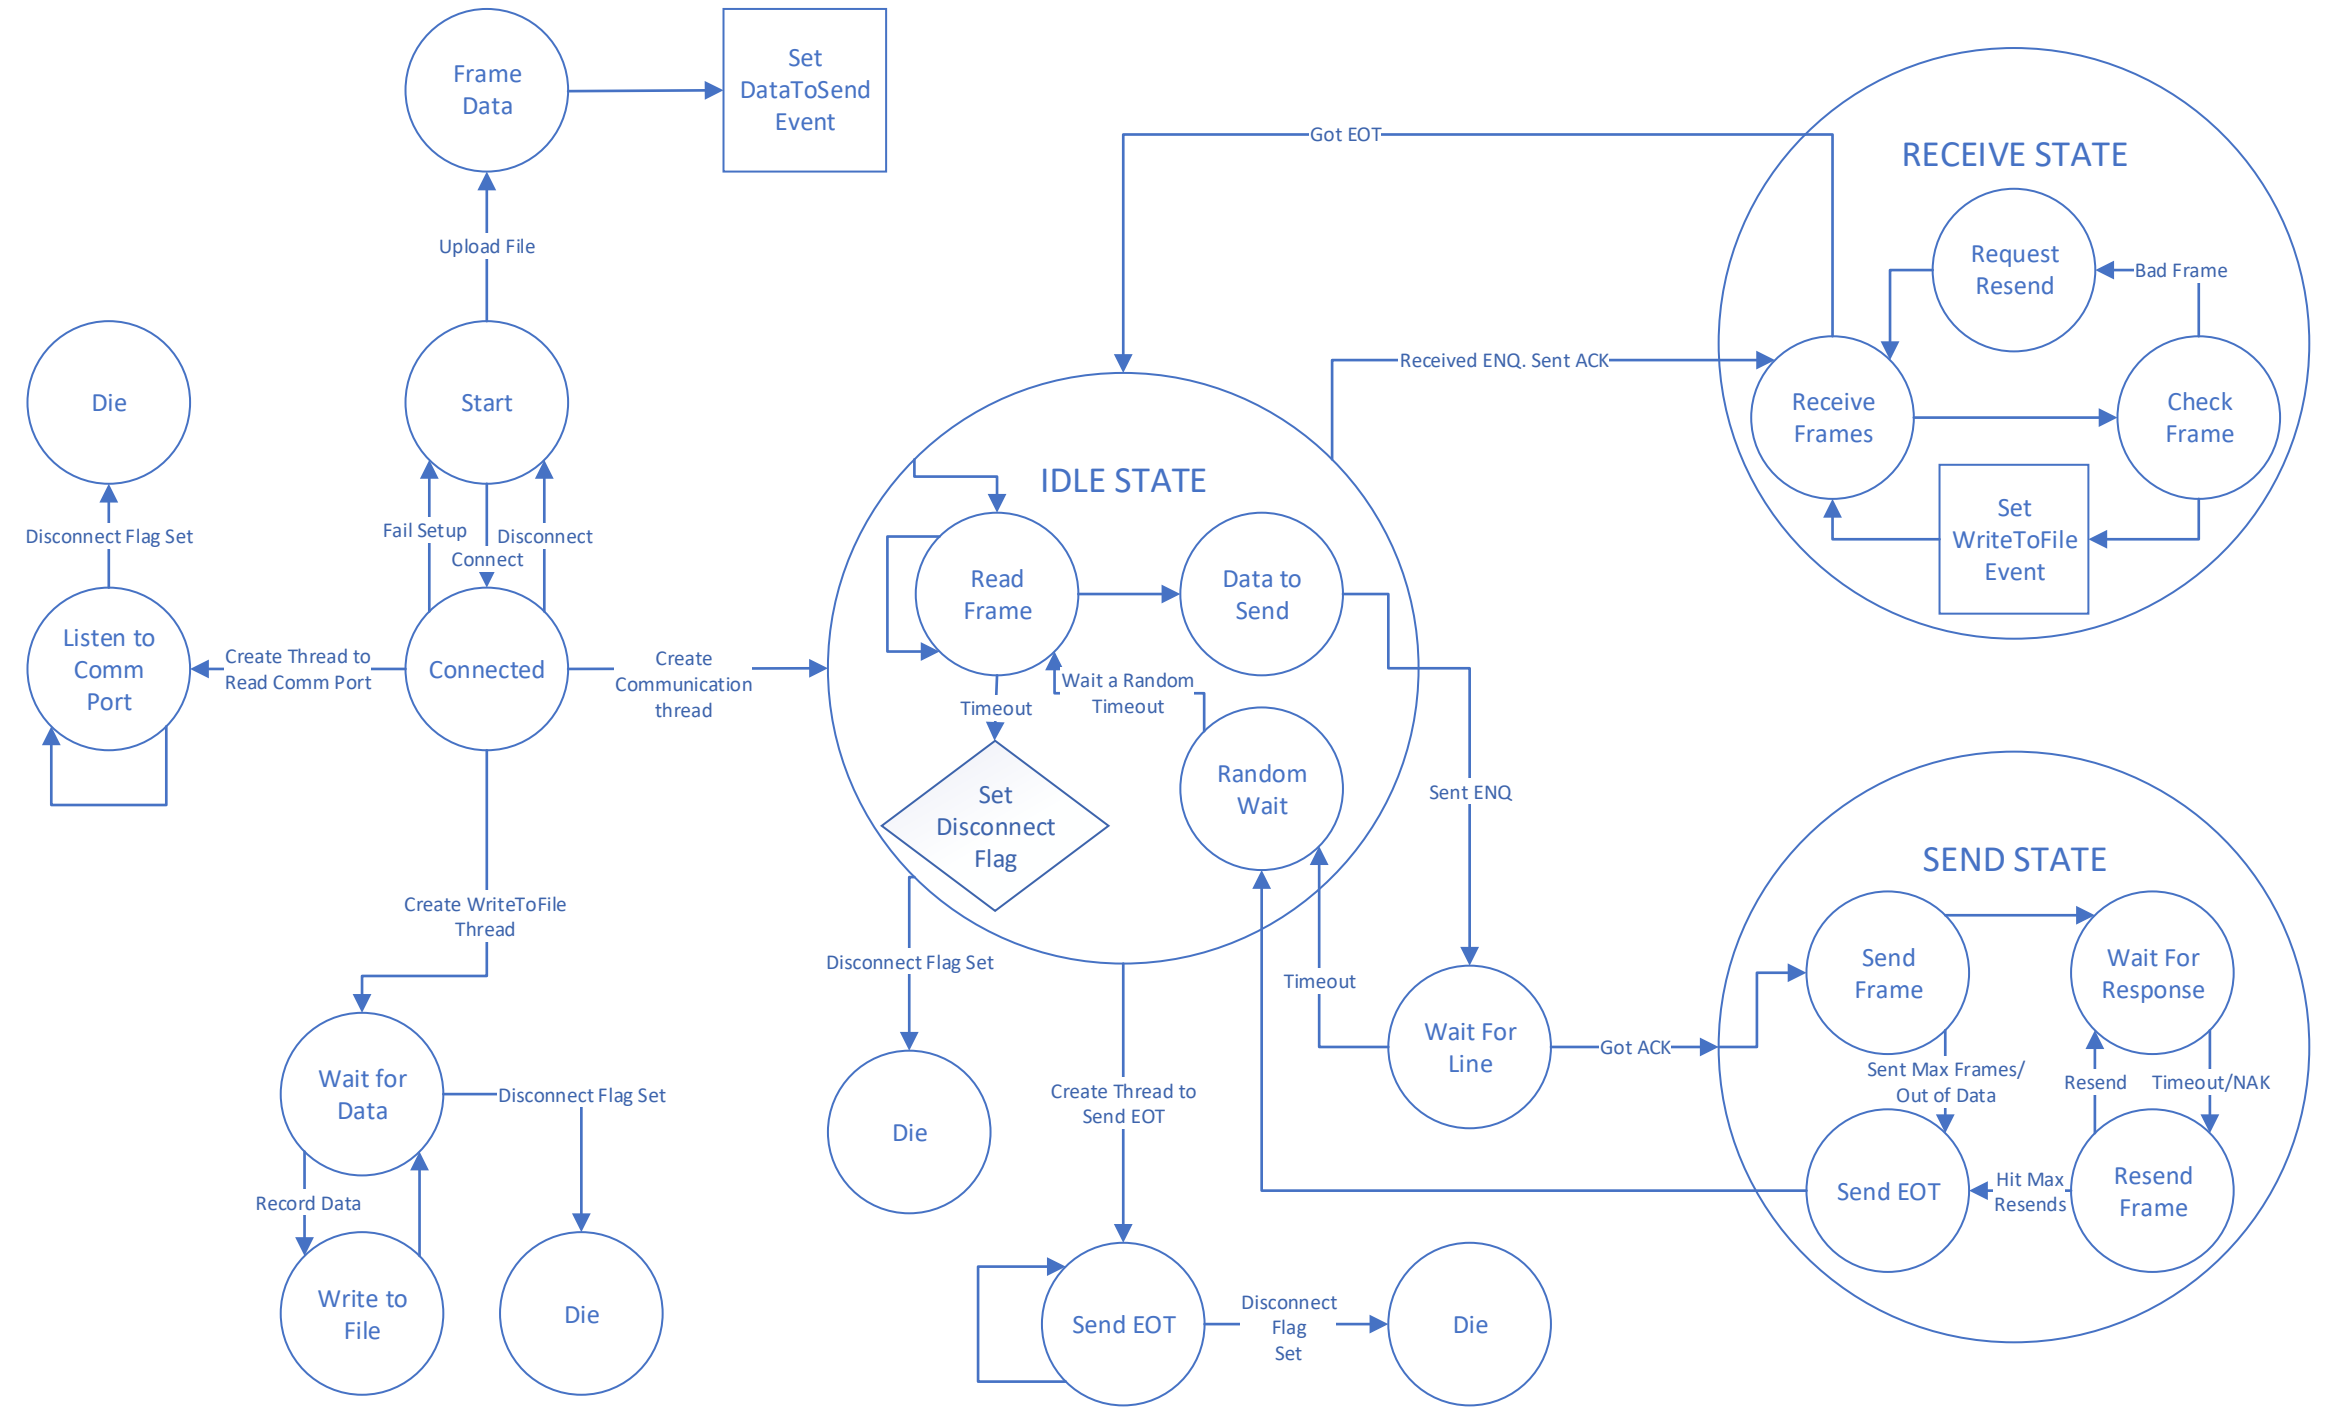 Frame
Data
Set
DataToSend
Event
Upload File
Die
Start
Disconnect Flag Set
Fail Setup
Disconnect
Connect
Listen to
Comm
Port
Create Thread to
Read Comm Port
Connected
Create
Communication
thread
Create WriteToFile
Thread
Wait for
Data
Disconnect Flag Set
Record Data
Write to
File
Die
Got EOT
IDLE STATE
Read
Frame
Data to
Send
Timeout
Wait a Random
Timeout
Set
Disconnect
Flag
Random
Wait
Disconnect Flag Set
Die
Create Thread to
Send EOT
Send EOT
Disconnect
Flag
Set
Die
Received ENQ. Sent ACK
Sent ENQ
Timeout
Wait For
Line
Got ACK
RECEIVE STATE
Request
Resend
Bad Frame
Receive
Frames
Check
Frame
Set
WriteToFile
Event
SEND STATE
Send
Frame
Wait For
Response
Sent Max Frames/
Out of Data
Resend
Timeout/NAK
Send EOT
Hit Max
Resends
Resend
Frame